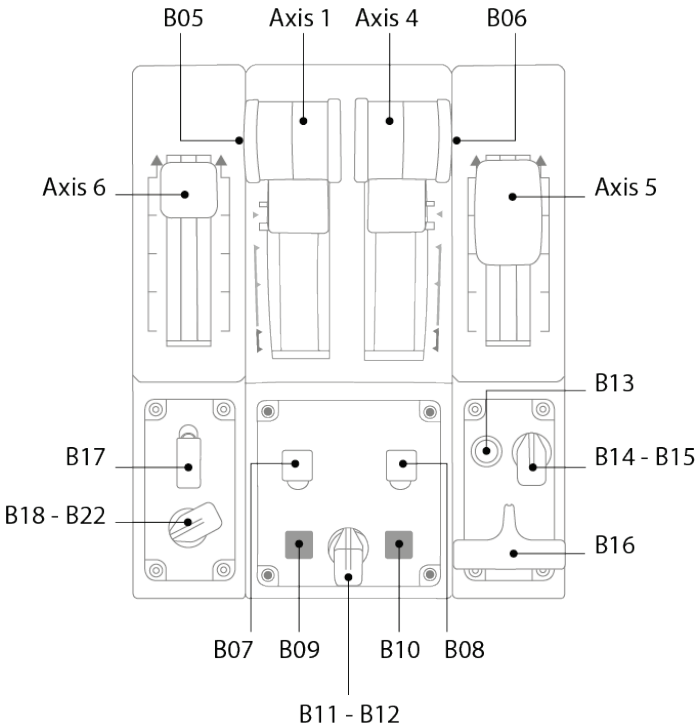 B05 Axis 1 Axis 4 B06
Axis 6 Axis 5
B13
B17 B14 - B15
B18 - B22
B16
B07 B09 B10 B08
B11 - B12